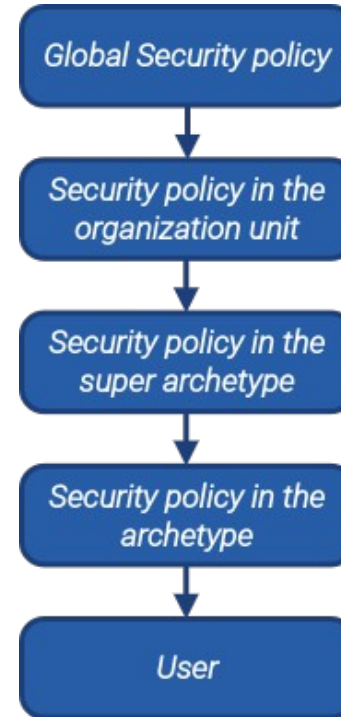 Global Security policy
Security policy in the
organization unit
Security policy in the
super archetype
Security policy in the
archetype
User